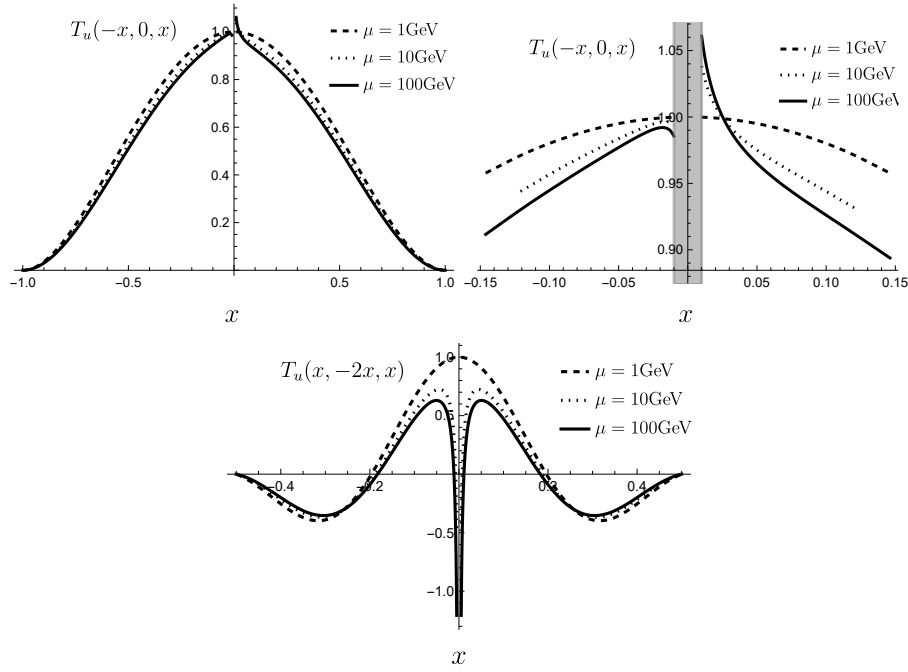 T_u(−x, 0, x)
μ = 1GeV
μ = 10GeV
μ = 100GeV
1.0
0.8
0.6
0.4
0.2
−1.0 −0.5 0.5 1.0
x
T_u(−x, 0, x)
μ = 1GeV
μ = 10GeV
μ = 100GeV
1.05
1.00
0.95
0.90
−0.15 −0.10 −0.05 0.05 0.10 0.15
x
T_u(x, −2x, x)
μ = 1GeV
μ = 10GeV
μ = 100GeV
1.0
0.5
−0.4 −0.2 0.2 0.4
−0.5
−1.0
x